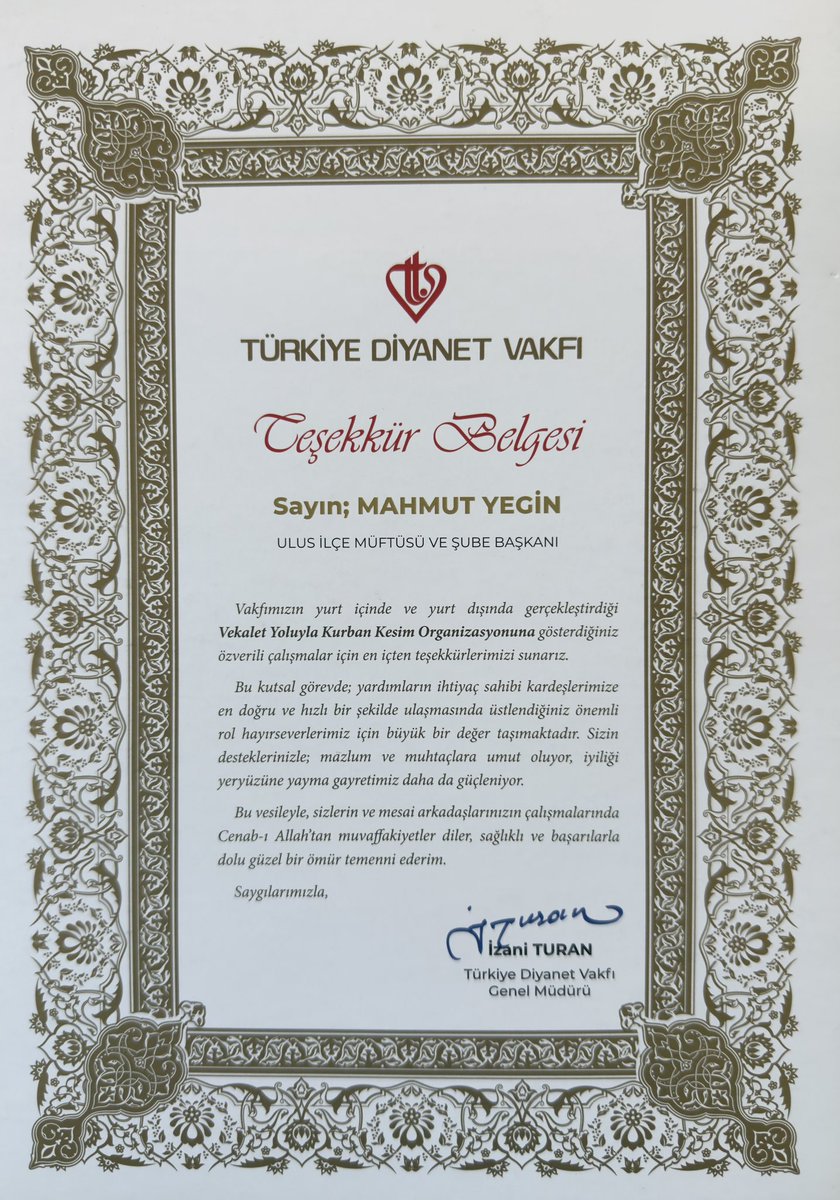 TÜRKİYE DİYANET VAKFI
Teşekkür Belgesi
Sayın; MAHMUT YEGİN
ULUS İLÇE MÜFTÜSÜ VE ŞUBE BAŞKANI
Vakfımızın yurt içinde ve yurt dışında gerçekleştirdiği
Vekalet Yoluyla Kurban Kesim Organizasyonuna gösterdiğiniz
özverili çalışmalar için en içten teşekkürlerimizi sunarız.
Bu kutsal görevde; yardımların ihtiyaç sahibi kardeşlerimize
en doğru ve hızlı bir şekilde ulaşmasında üstlendiğiniz önemli
rol hayırseverlerimiz için büyük bir değer taşımaktadır. Sizin
desteklerinizle; mazlum ve muhtaçlara umut oluyor, iyiliği
yeryüzüne yayma gayretimiz daha da güçleniyor.
Bu vesileyle, sizlerin ve mesai arkadaşlarınızın çalışmalarında
Cenab-ı Allah'tan muvaffakiyetler diler, sağlıklı ve başarılarla
dolu güzel bir ömür temenni ederim.
Saygılarımızla,
İzani TURAN
Türkiye Diyanet Vakfı
Genel Müdürü